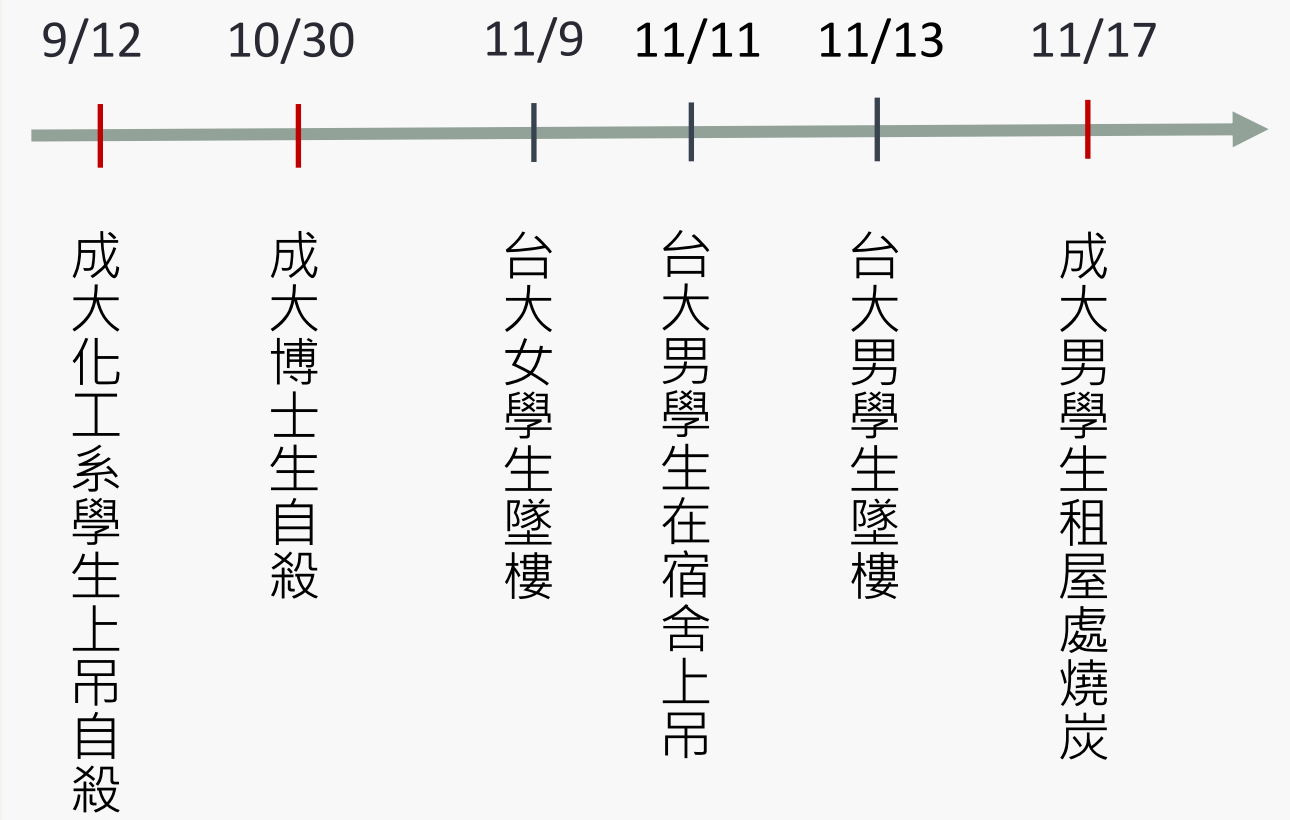 9/12
10/30
11/9
11/11
11/13
11/17
成大化工系學生上吊自殺
成大博士生自殺
台大女學生墜樓
台大男學生在宿舍上吊
台大男學生墜樓
成大男學生租屋處燒炭